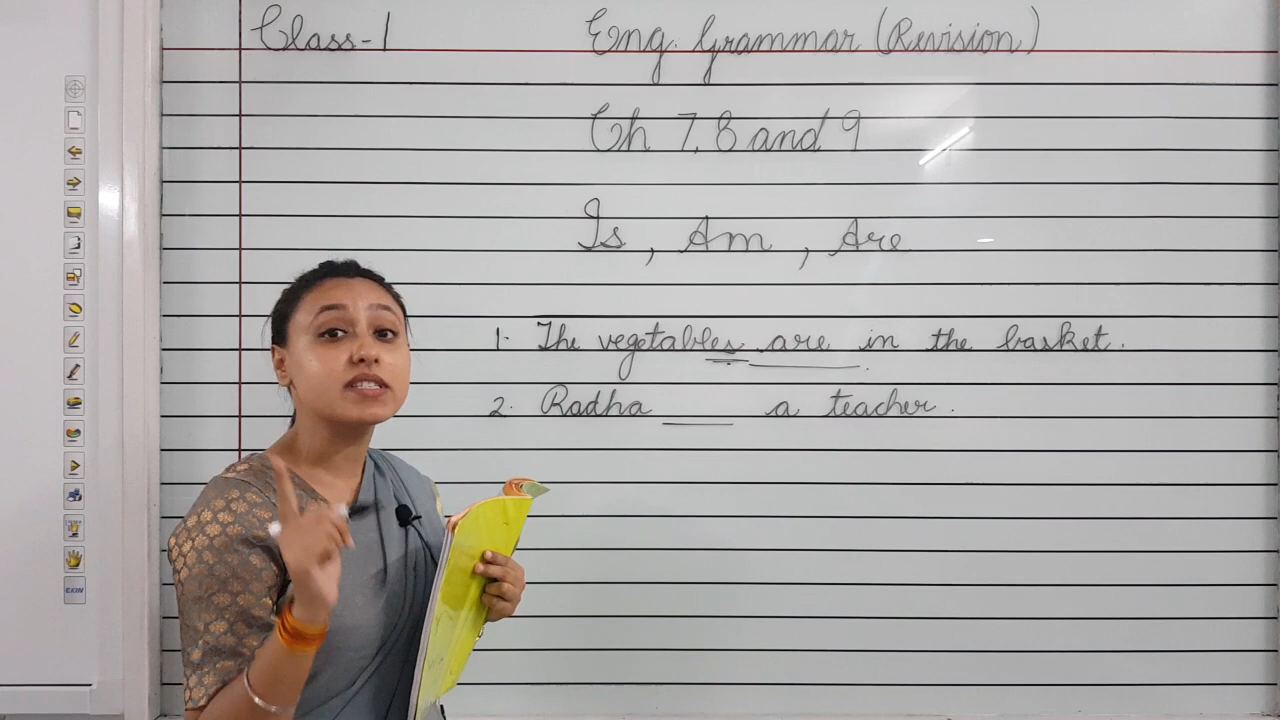 Class-1
Eng. Grammar (Revision)
Ch 7, 8 and 9
Is, Am, Are
1. The vegetables are in the basket.
2. Radha ____ a teacher.